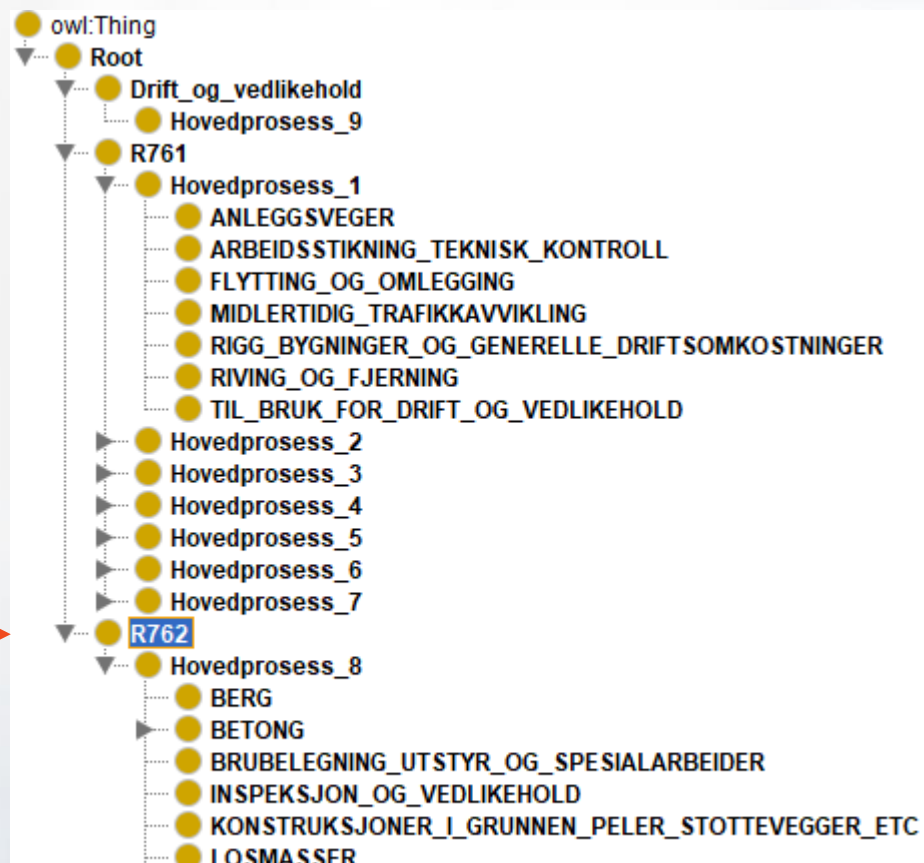 owl:Thing
Root
Drift_og_vedlikehold
Hovedprosess_9
R761
Hovedprosess_1
ANLEGGSVEGER
ARBEIDSSTIKNING_TEKNISK_KONTROLL
FLYTTING_OG_OMLEGGING
MIDLERTIDIG_TRAFIKKAVVIKLING
RIGG_BYGNINGER_OG_GENERELLE_DRIFTSOMKOSTNINGER
RIVING_OG_FJERNING
TIL_BRUK_FOR_DRIFT_OG_VEDLIKEHOLD
Hovedprosess_2
Hovedprosess_3
Hovedprosess_4
Hovedprosess_5
Hovedprosess_6
Hovedprosess_7
R762
Hovedprosess_8
BERG
BETONG
BRUBELEGNING_UTSTYR_OG_SPESIALARBEIDER
INSPEKSJON_OG_VEDLIKEHOLD
KONSTRUKSJONER_I_GRUNNEN_PELER_STOTTEVEGGER_ETC
LOSMASSER